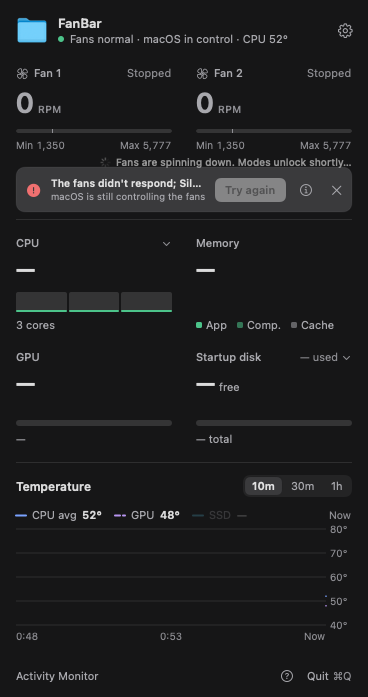 FanBar
Fans normal · macOS in control · CPU 52°
Fan 1 Stopped
Fan 2 Stopped
0 RPM
0 RPM
Min 1,350 Max 5,777
Min 1,350 Max 5,777
Fans are spinning down. Modes unlock shortly...
The fans didn't respond; Sil...
macOS is still controlling the fans
Try again
CPU
Memory
—
—
3 cores
App Comp. Cache
GPU
Startup disk — used
—
— free
—
— total
Temperature
10m 30m 1h
CPU avg 52° GPU 48° SSD — Now
80°
70°
60°
50°
40°
0:48 0:53 Now
Activity Monitor
? Quit ⌘Q